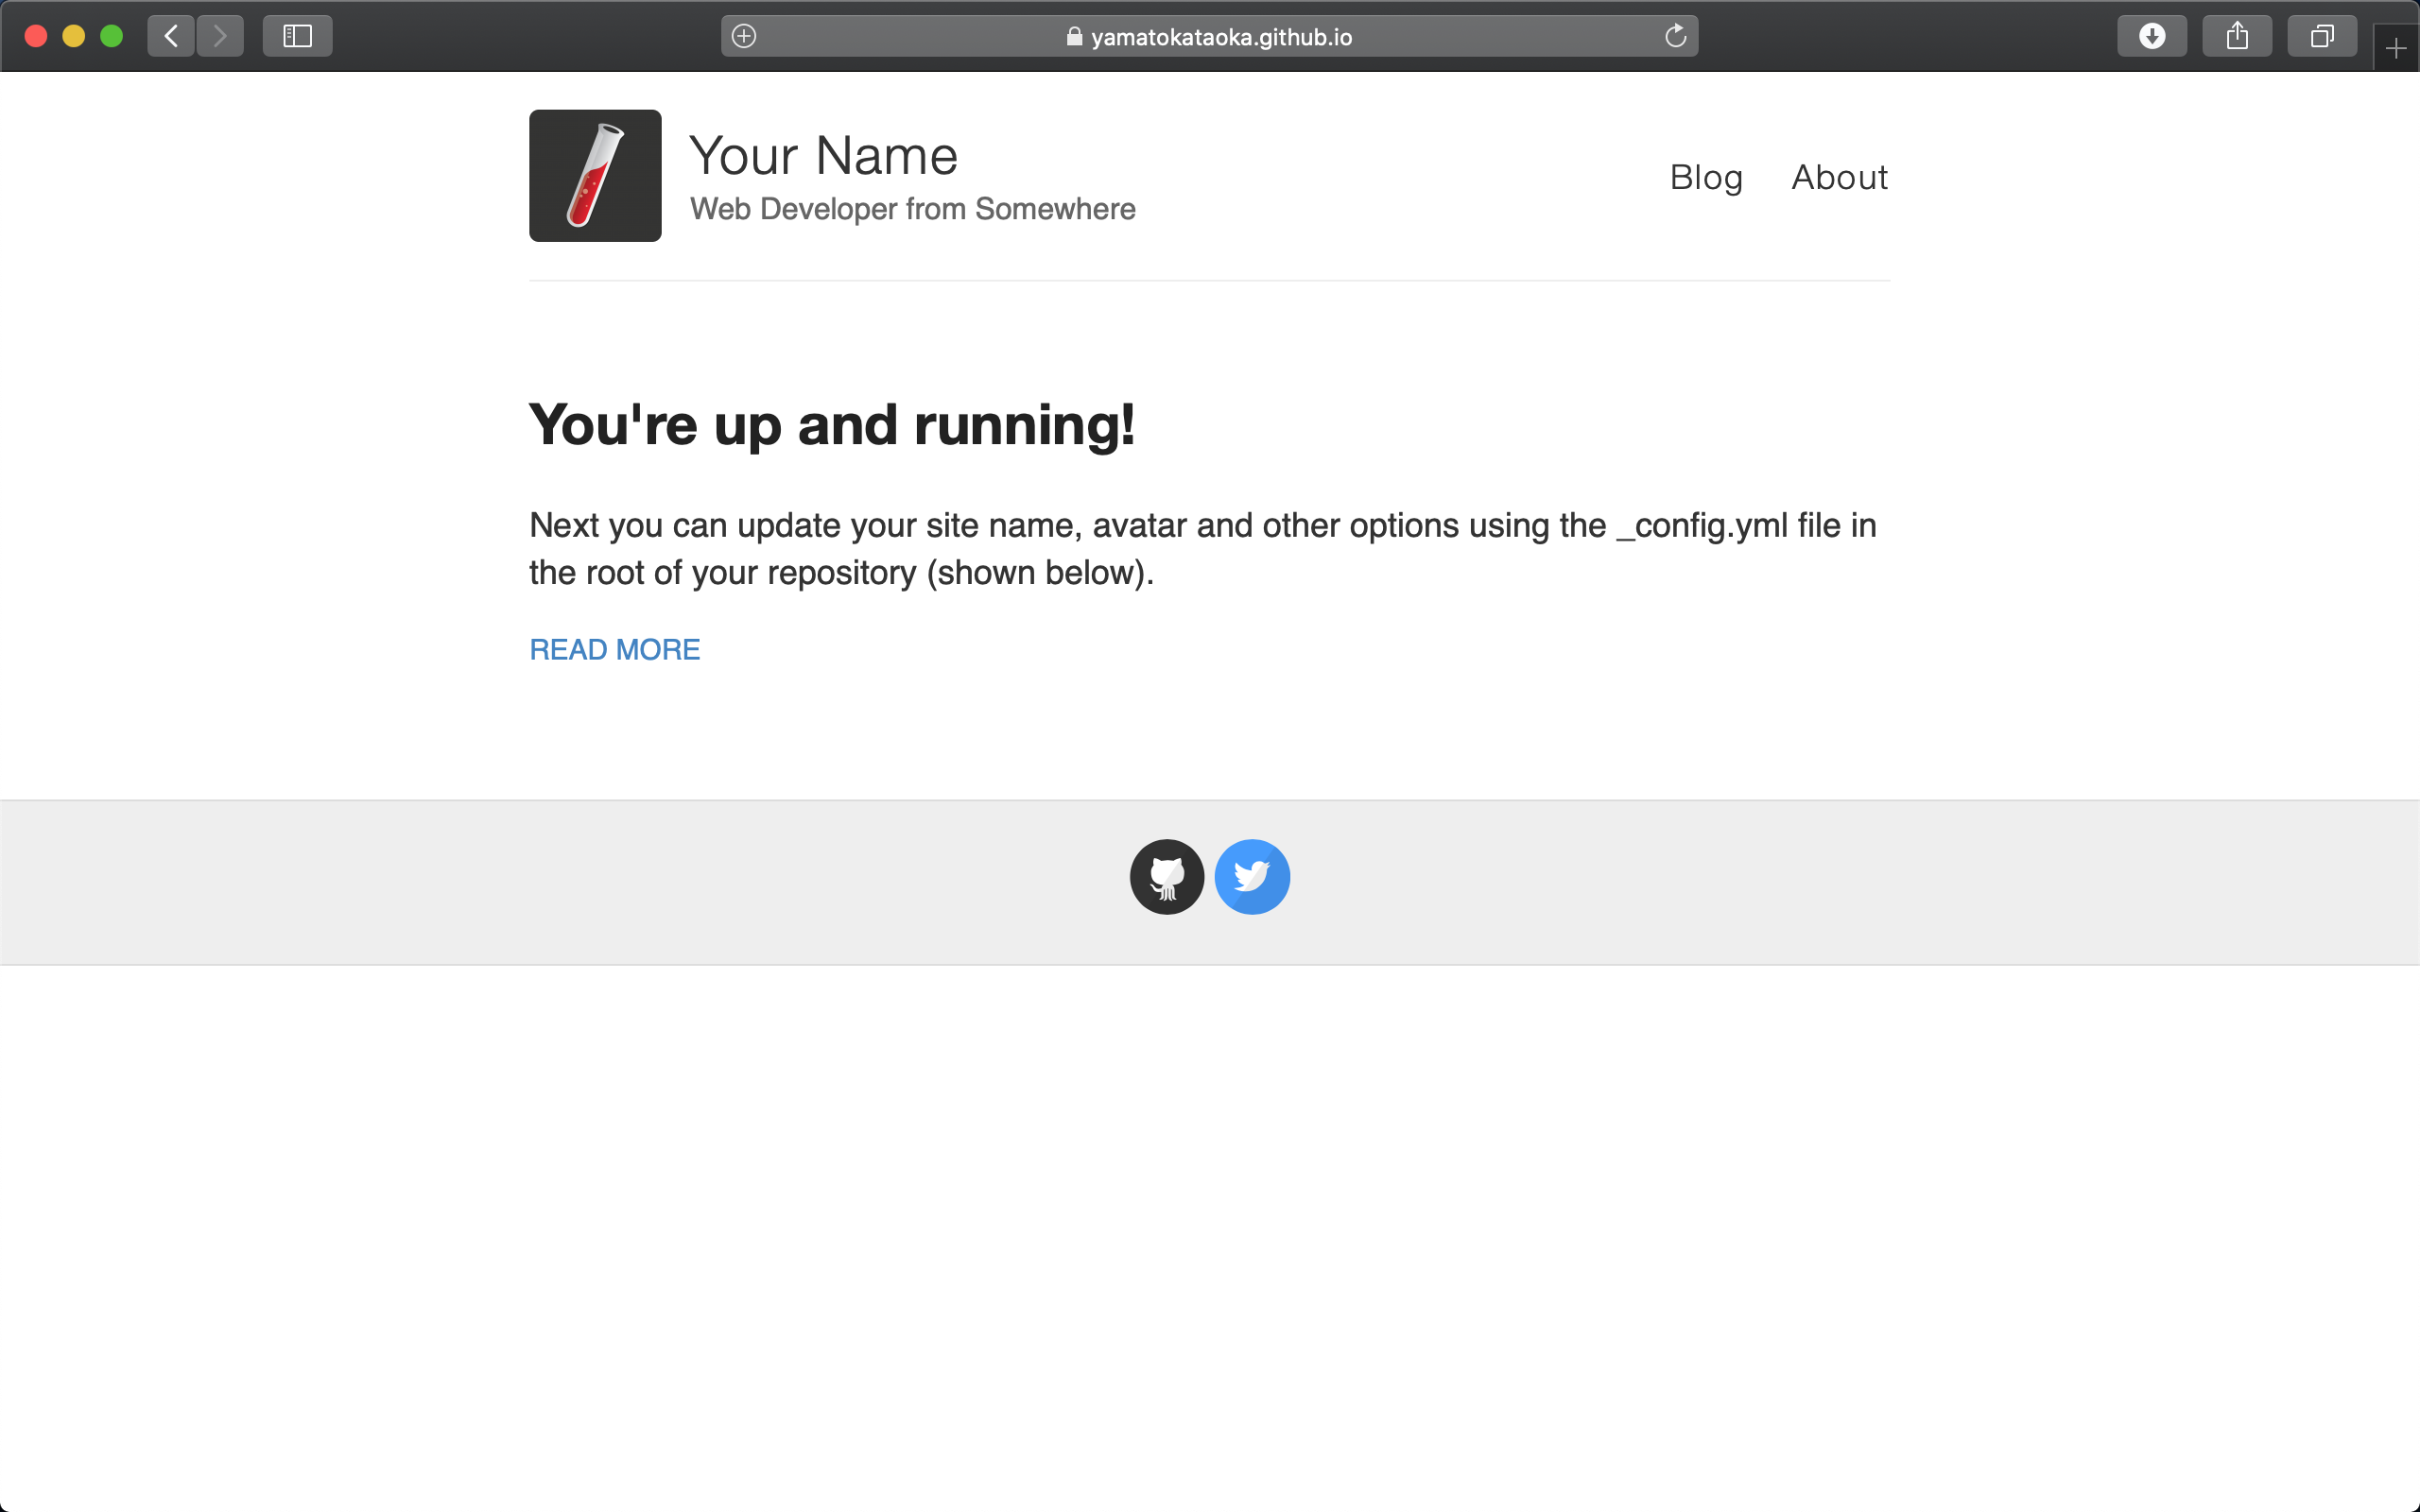 yamatokataoka.github.io
Your Name
Web Developer from Somewhere
Blog About
You're up and running!
Next you can update your site name, avatar and other options using the _config.yml file in
the root of your repository (shown below).
READ MORE